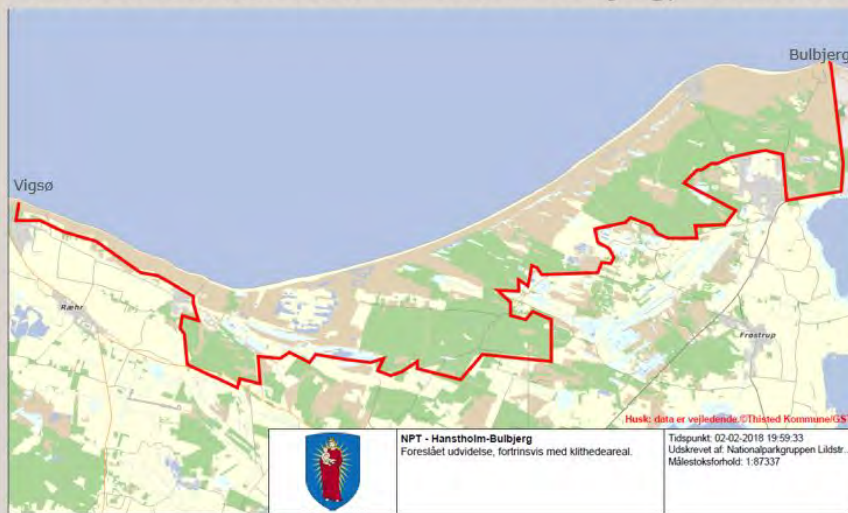 Bulbjerg
Vigsø
Ræhr
Frøstrup
Husk: data er vejledende.©Thisted Kommune/GST
NPT - Hanstholm-Bulbjerg
Foreslået udvidelse, fortrinsvis med klithedeareal.
Tidspunkt: 02-02-2018 19:59:33
Udskrevet af: Nationalparkgruppen Lildstr...
Målestoksforhold: 1:87337